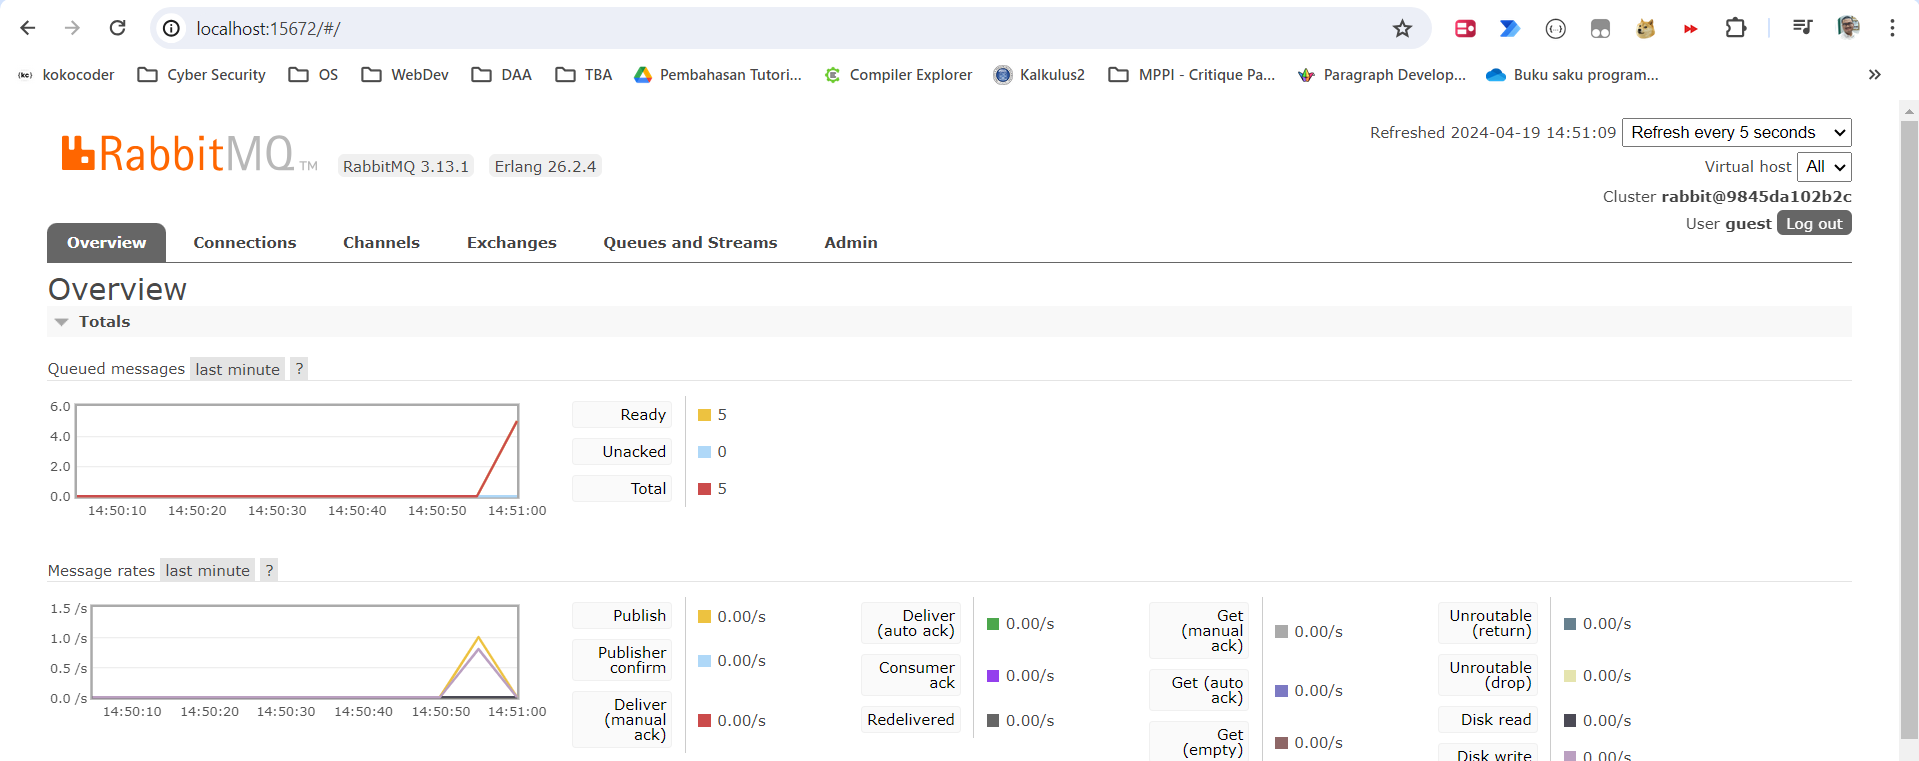 localhost:15672/#/
kokocoder Cyber Security OS WebDev DAA TBA Pembahasan Tutori... Compiler Explorer Kalkulus2 MPPI - Critique Pa... Paragraph Develop... Buku saku program... »
RabbitMQ TM RabbitMQ 3.13.1 Erlang 26.2.4
Refreshed 2024-04-19 14:51:09 Refresh every 5 seconds
Virtual host All
Cluster rabbit@9845da102b2c
User guest Log out
Overview Connections Channels Exchanges Queues and Streams Admin
Overview
Totals
Queued messages last minute ?
6.0
4.0
2.0
0.0
14:50:10 14:50:20 14:50:30 14:50:40 14:50:50 14:51:00
Ready 5
Unacked 0
Total 5
Message rates last minute ?
1.5 /s
1.0 /s
0.5 /s
0.0 /s
14:50:10 14:50:20 14:50:30 14:50:40 14:50:50 14:51:00
Publish 0.00/s
Publisher
confirm 0.00/s
Deliver
(manual
ack) 0.00/s
Deliver
(auto ack) 0.00/s
Consumer
ack 0.00/s
Redelivered 0.00/s
Get
(manual
ack) 0.00/s
Get (auto
ack) 0.00/s
Get
(empty) 0.00/s
Unroutable
(return) 0.00/s
Unroutable
(drop) 0.00/s
Disk read 0.00/s
Disk write 0.00/s